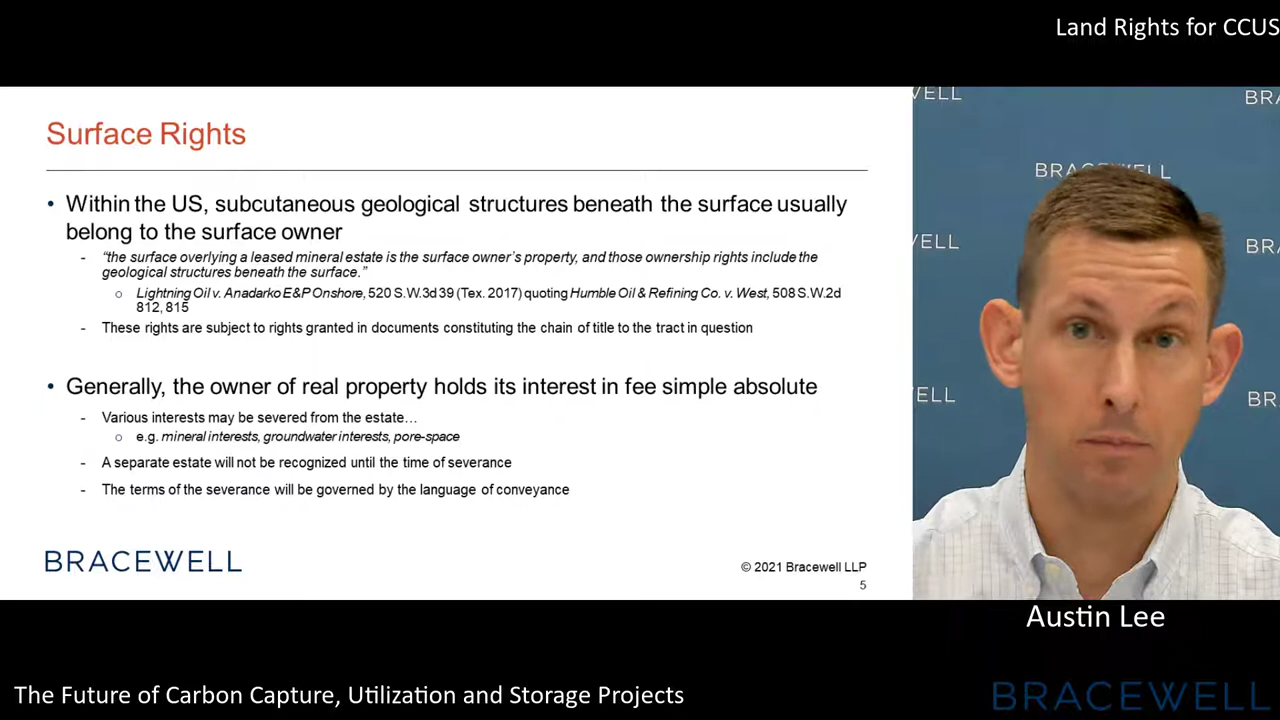 Land Rights for CCUS
Surface Rights
• Within the US, subcutaneous geological structures beneath the surface usually
belong to the surface owner
- “the surface overlying a leased mineral estate is the surface owner’s property, and those ownership rights include the
geological structures beneath the surface.”
o Lightning Oil v. Anadarko E&P Onshore, 520 S.W.3d 39 (Tex. 2017) quoting Humble Oil & Refining Co. v. West, 508 S.W.2d
812, 815
- These rights are subject to rights granted in documents constituting the chain of title to the tract in question
• Generally, the owner of real property holds its interest in fee simple absolute
- Various interests may be severed from the estate…
o e.g. mineral interests, groundwater interests, pore-space
- A separate estate will not be recognized until the time of severance
- The terms of the severance will be governed by the language of conveyance
BRACEWELL
© 2021 Bracewell LLP
5
VELL
BR
BRACEWELL
VELL
BRA
EWELL
BR
Austin Lee
The Future of Carbon Capture, Utilization and Storage Projects
BRACEWELL